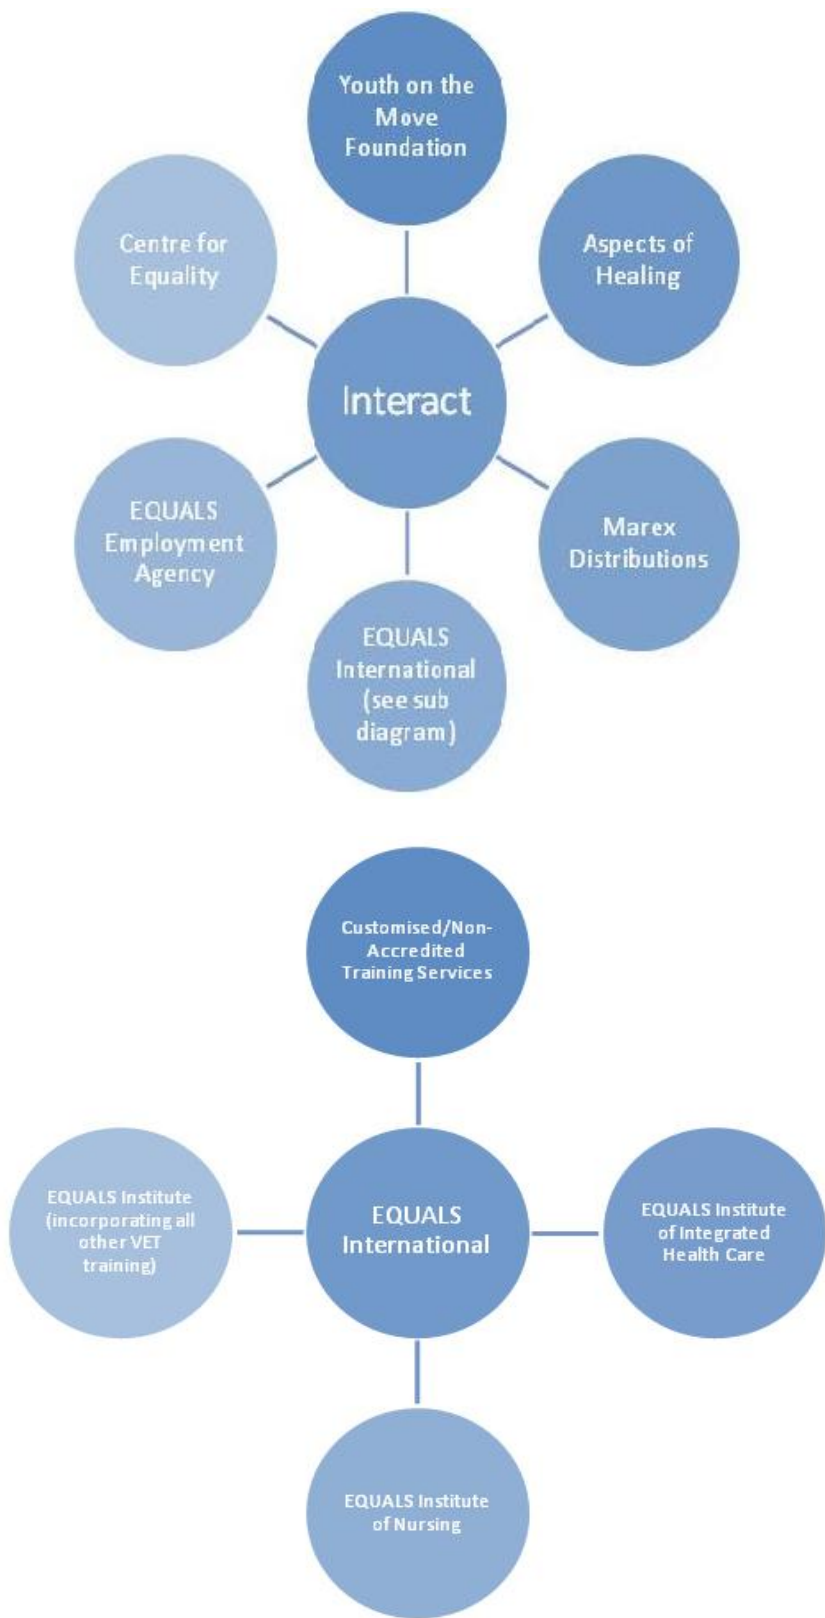 Youth on the
Move
Foundation
Centre for
Equality
Aspects of
Healing
Interact
EQUALS
Employment
Agency
Marex
Distributions
EQUALS
International
(see sub
diagram)
Customised/Non-
Accredited
Training Services
EQUALS Institute
(incorporating all
other VET
training)
EQUALS
International
EQUALS Institute
of Integrated
Health Care
EQUALS Institute
of Nursing